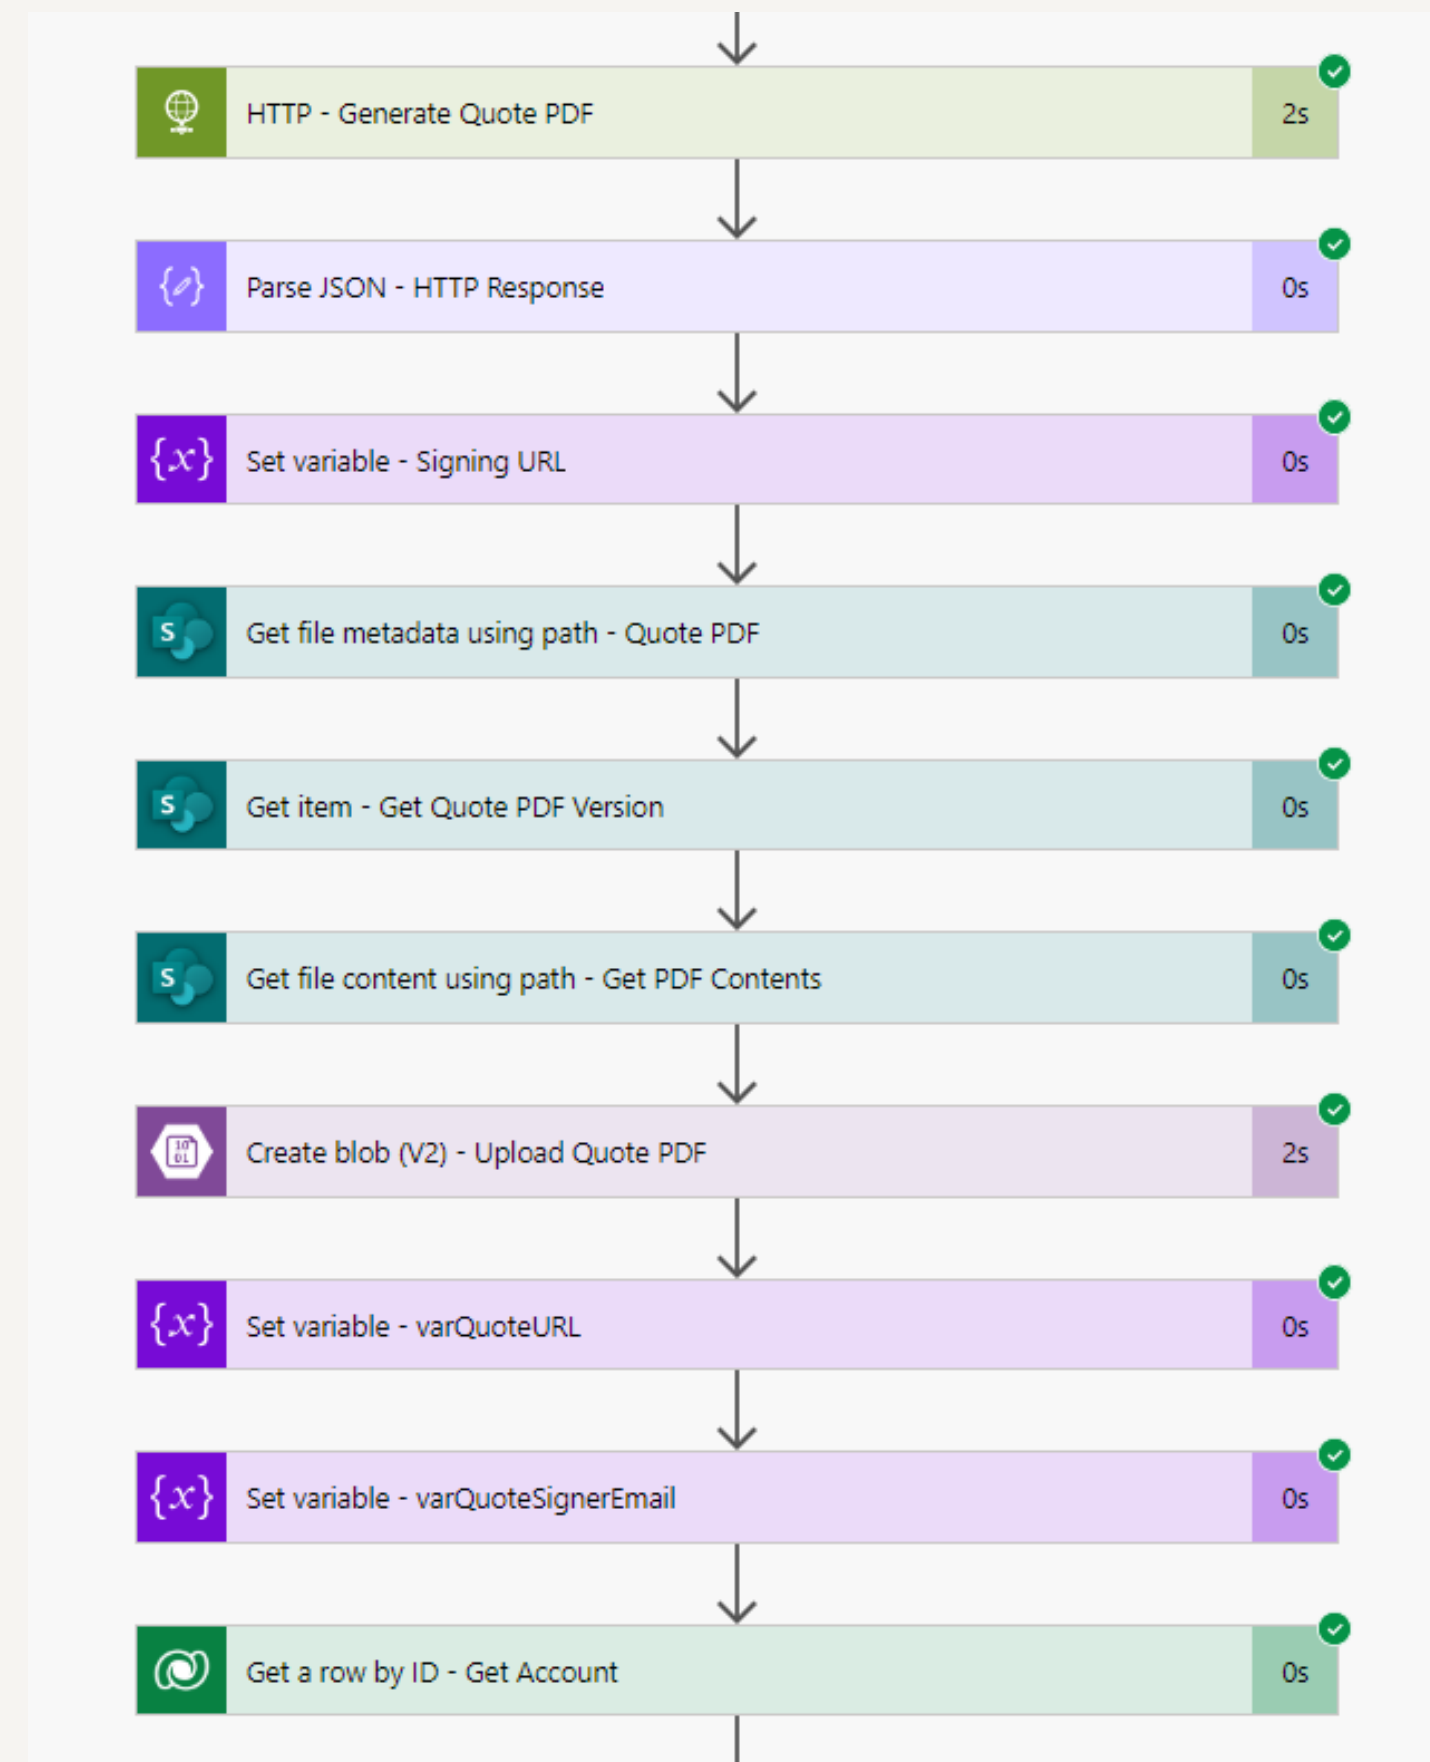 HTTP - Generate Quote PDF 2s
Parse JSON - HTTP Response 0s
{x} Set variable - Signing URL 0s
S Get file metadata using path - Quote PDF 0s
S Get item - Get Quote PDF Version 0s
S Get file content using path - Get PDF Contents 0s
10 01 Create blob (V2) - Upload Quote PDF 2s
{x} Set variable - varQuoteURL 0s
{x} Set variable - varQuoteSignerEmail 0s
Get a row by ID - Get Account 0s